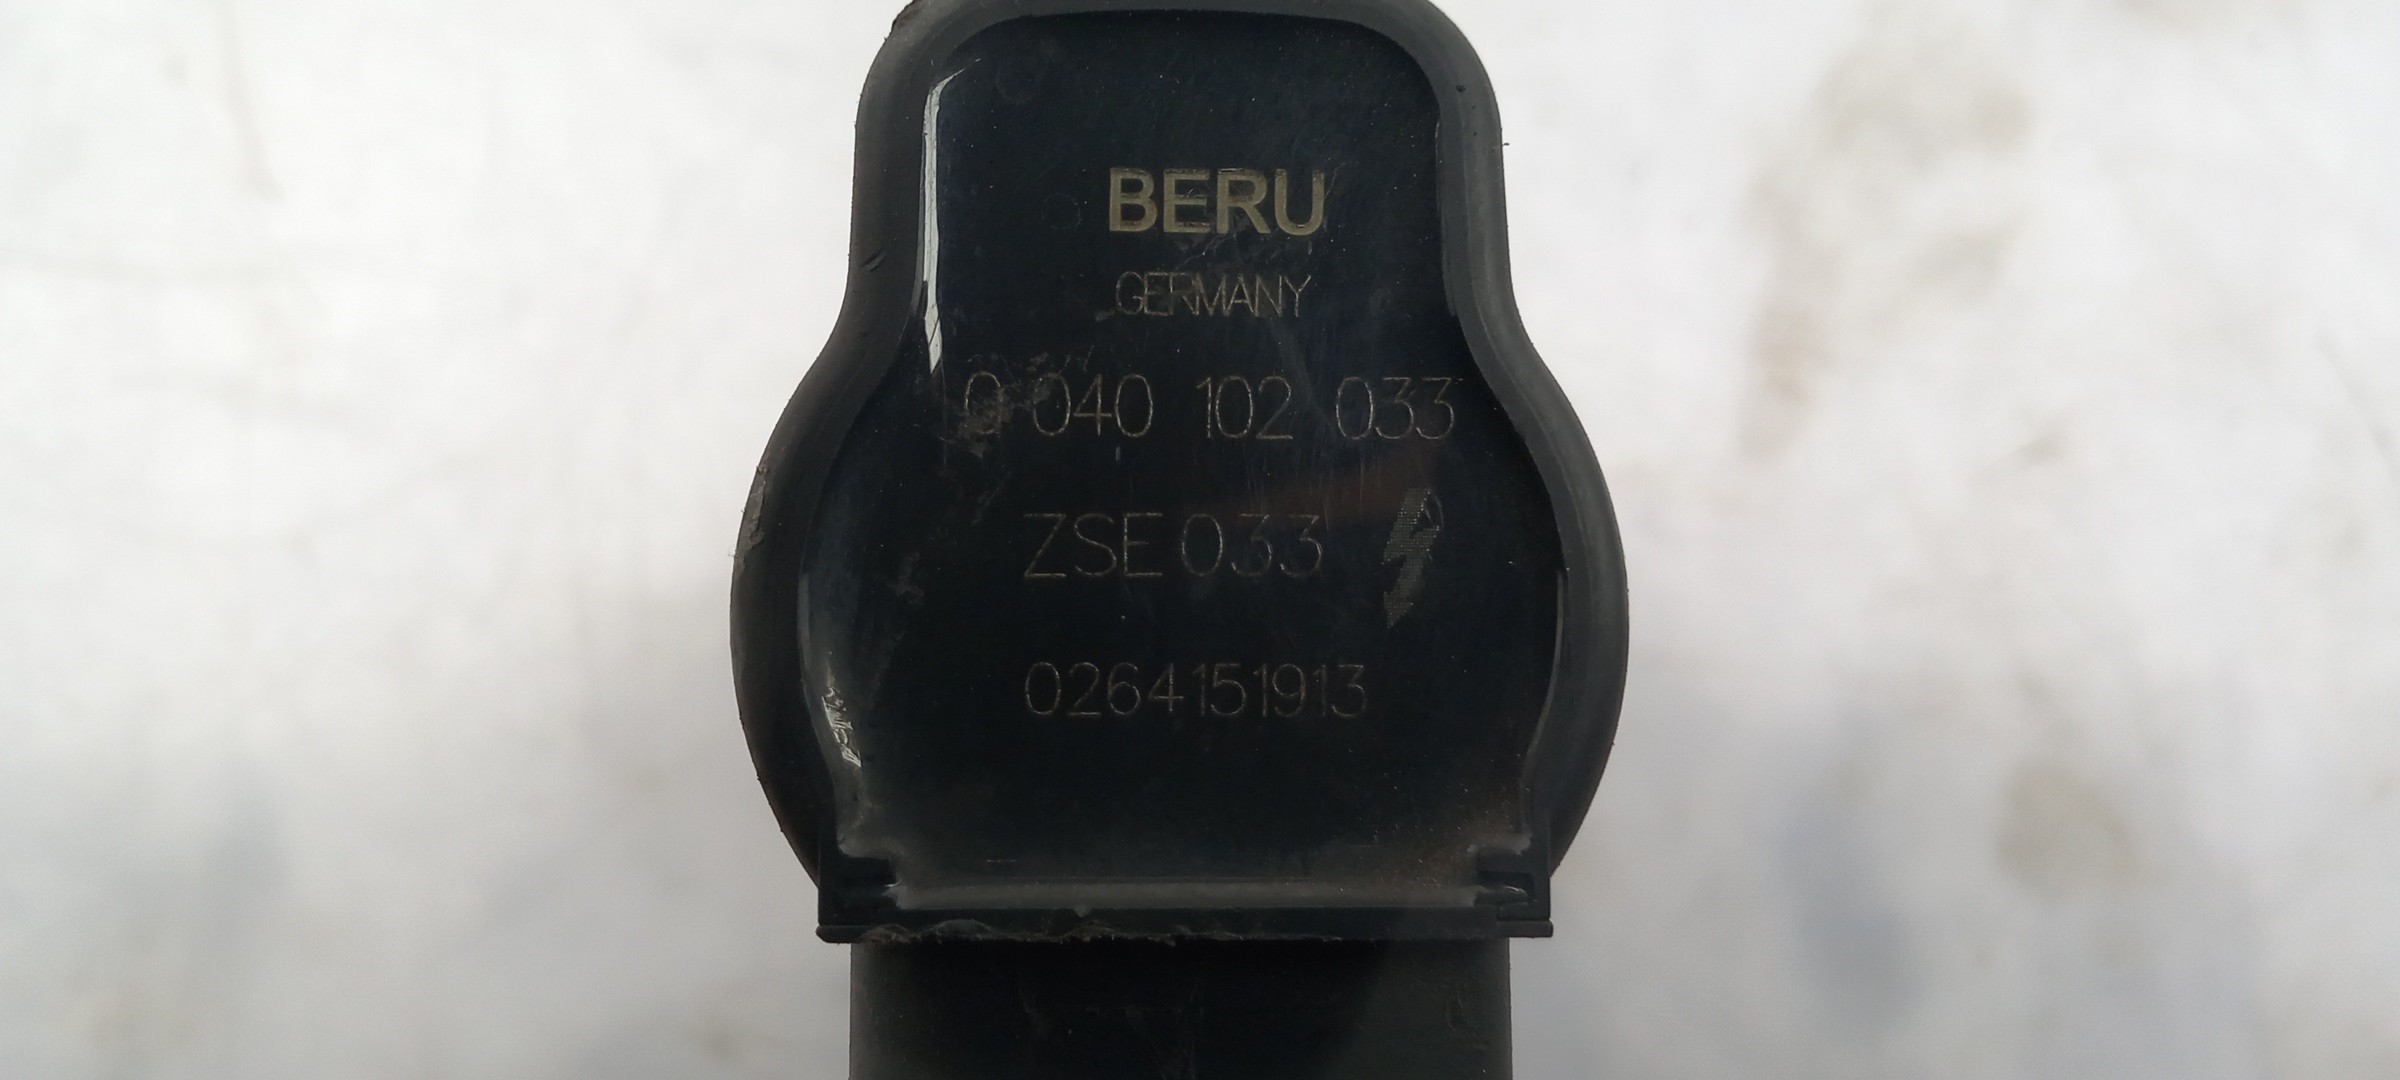 BERU
GERMANY
0 040 102 033
ZSE 033
0264151913